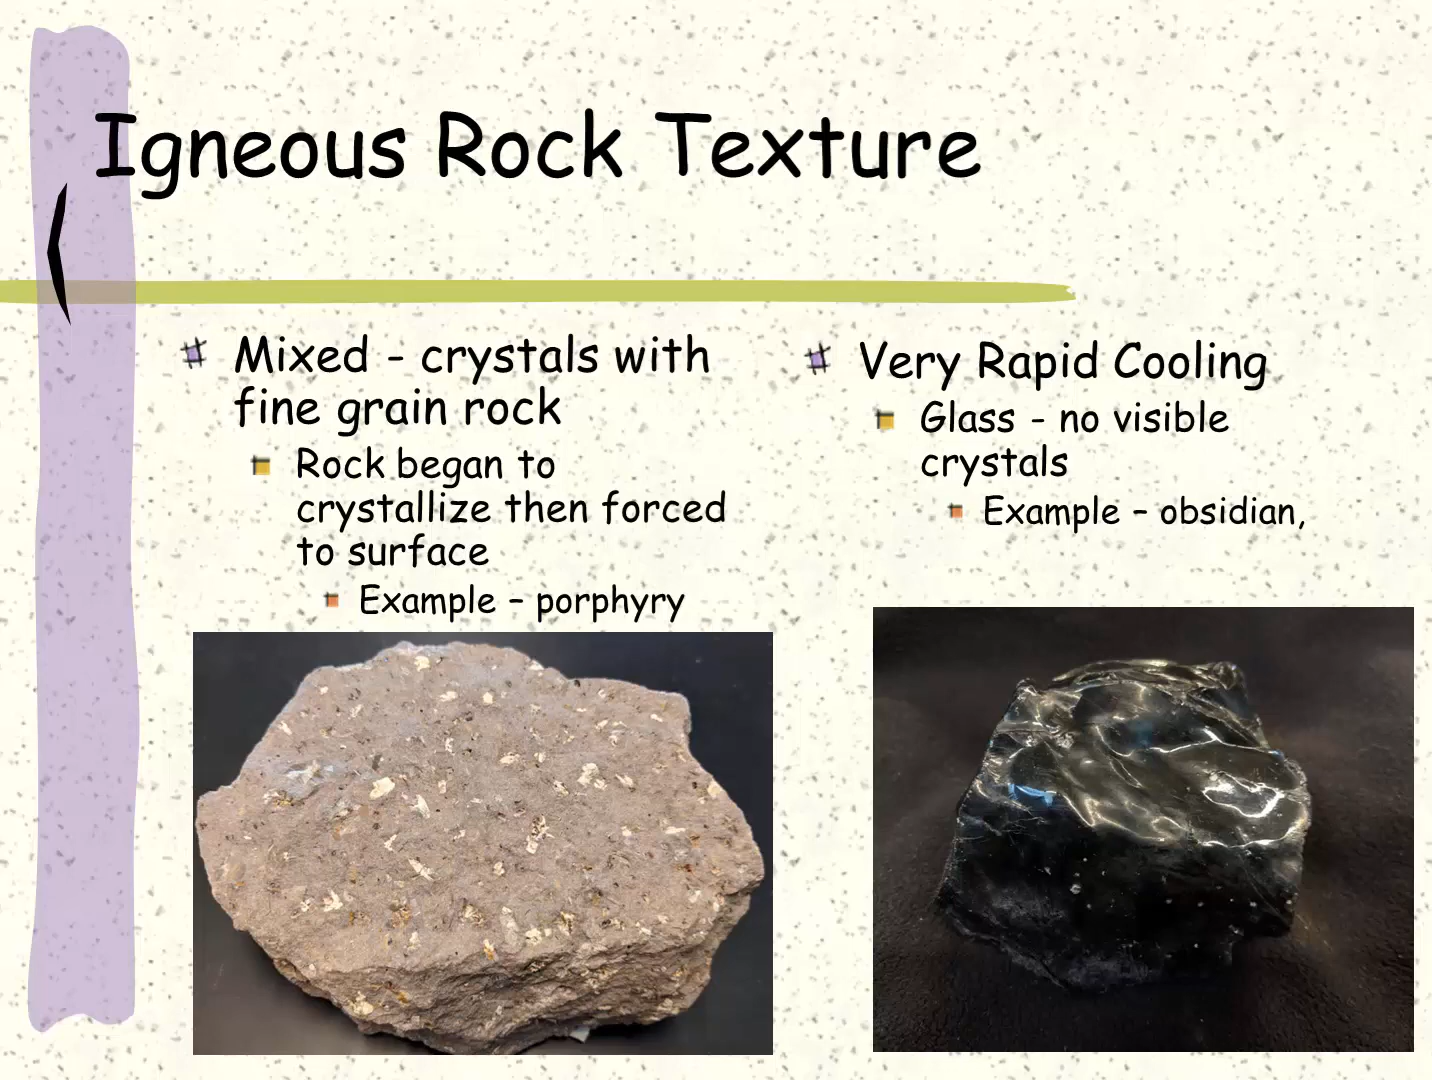 Igneous Rock Texture
Mixed - crystals with
fine grain rock
Rock began to
crystallize then forced
to surface
Example – porphyry
Very Rapid Cooling
Glass - no visible
crystals
Example – obsidian,